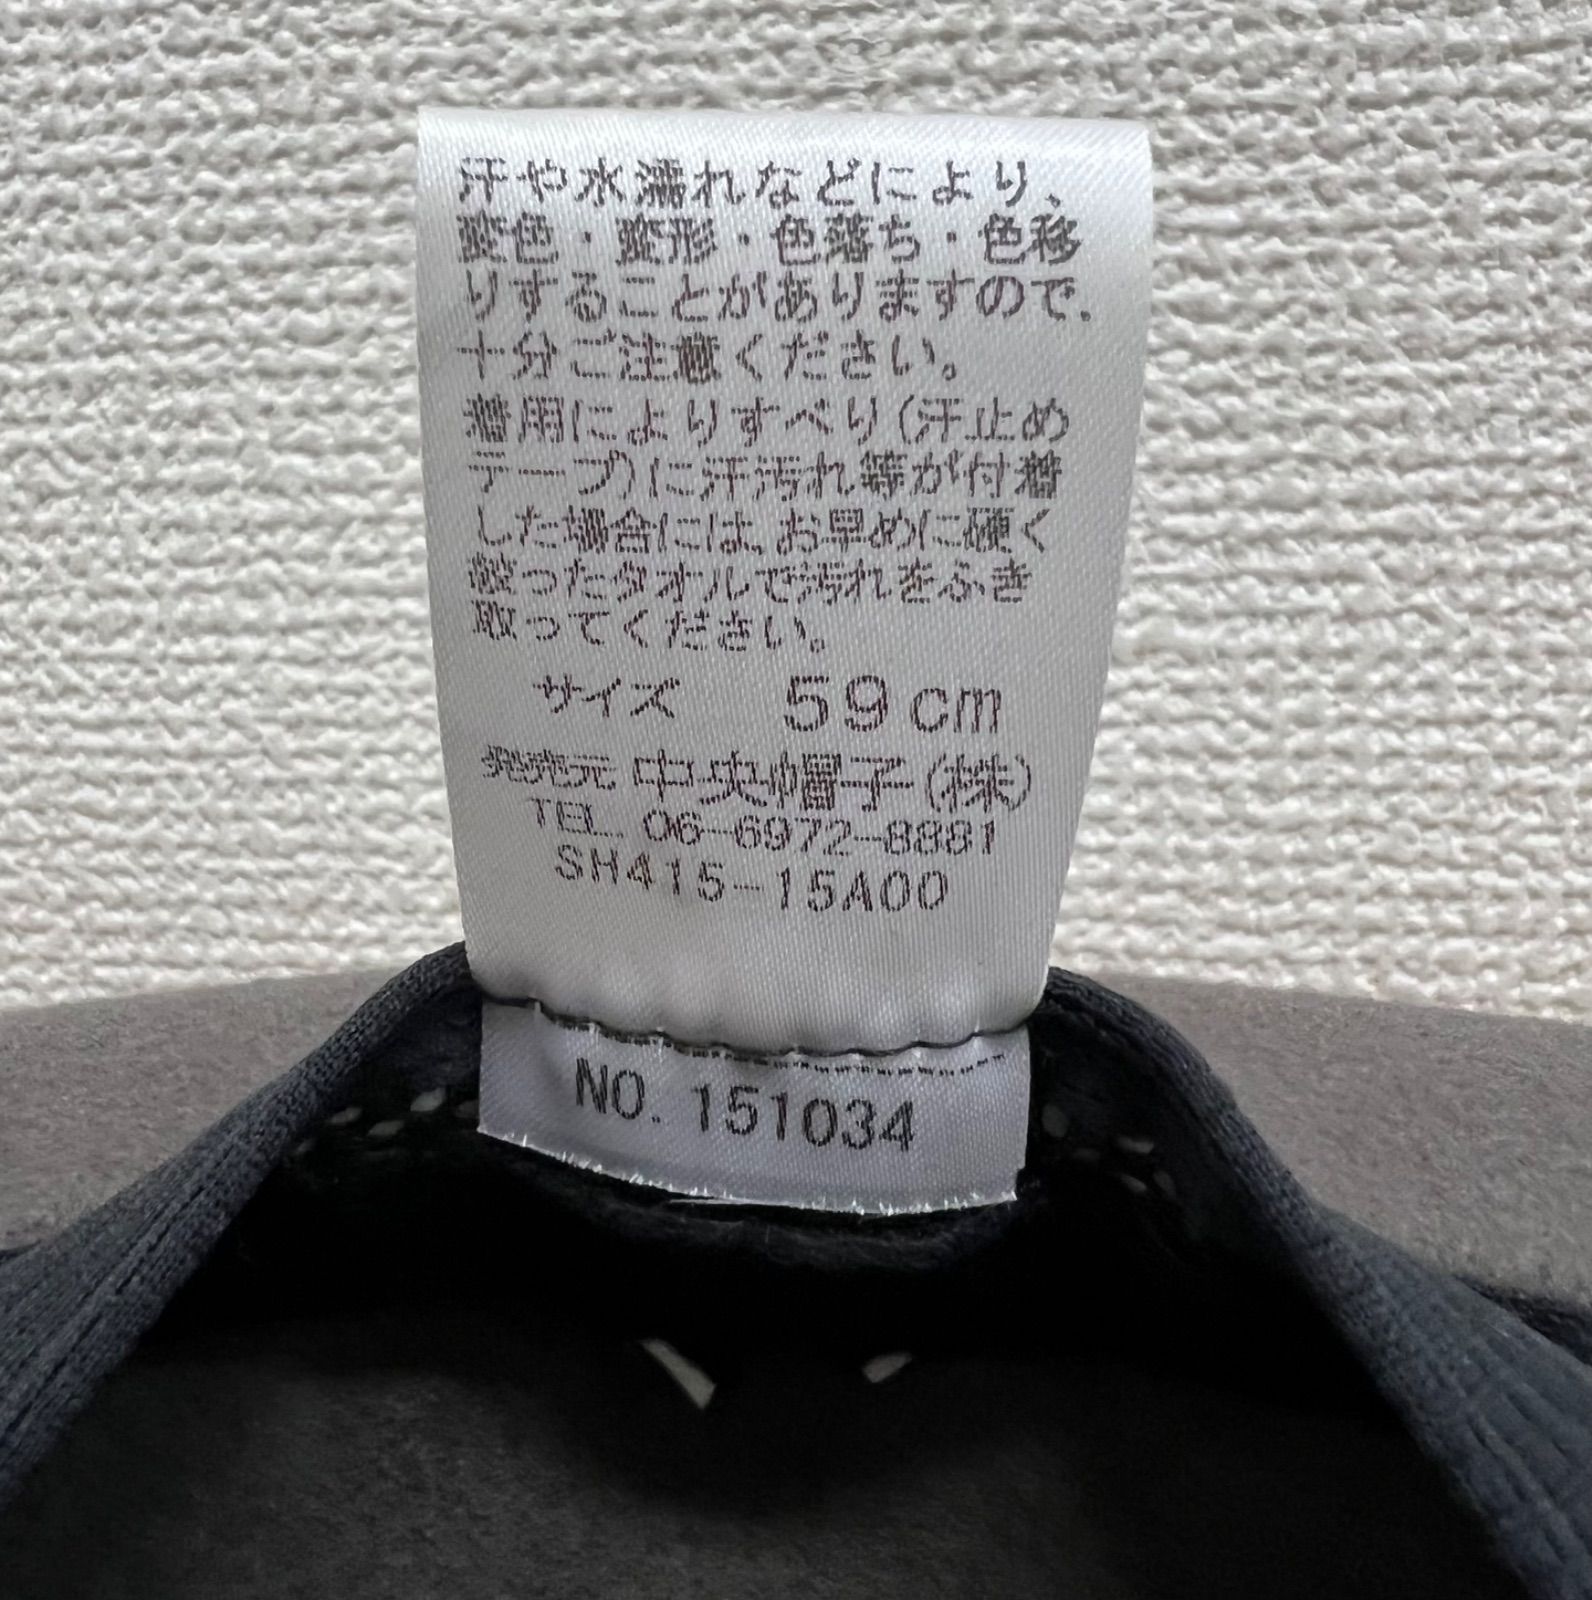 汗や水濡れなどにより、
変色・変形・色落ち・色移
りすることがありますので、
十分ご注意ください。
着用によりすべり(汗止め
テープ)に汗汚れ等が付着
した場合には、お早めに硬く
絞ったタオルで汚れをふき
取ってください。
サイズ 59cm
発売元 中央帽子(株)
TEL. 06-6972-8881
SH415-15A00
NO. 151034